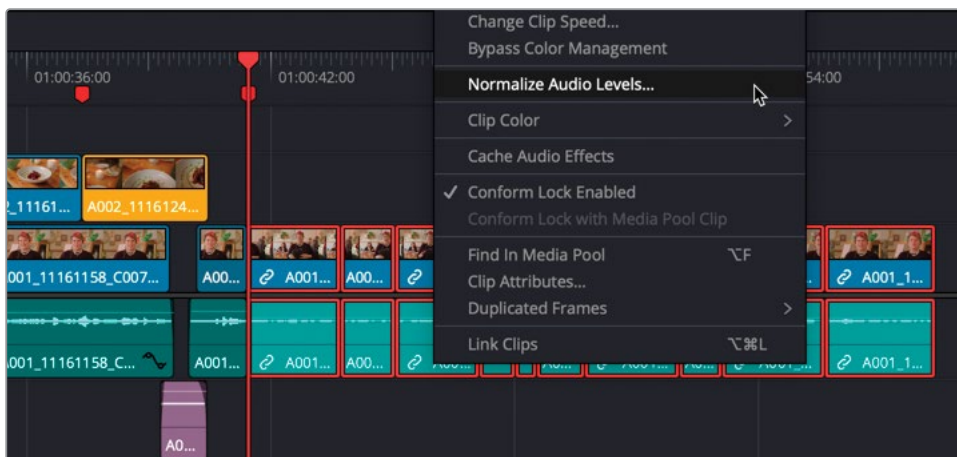 Change Clip Speed...
Bypass Color Management
Normalize Audio Levels...
Clip Color
Cache Audio Effects
Conform Lock Enabled
Conform Lock with Media Pool Clip
Find In Media Pool ⌥F
Clip Attributes...
Duplicated Frames
Link Clips ⌥⌘L
01:00:36:00 01:00:42:00 54:00
2_11161... A002_1116124...
001_11161158_C007... A00... A001... A00... A001_1...
001_11161158_C... A001... A001... A00... A001_1...
A0...